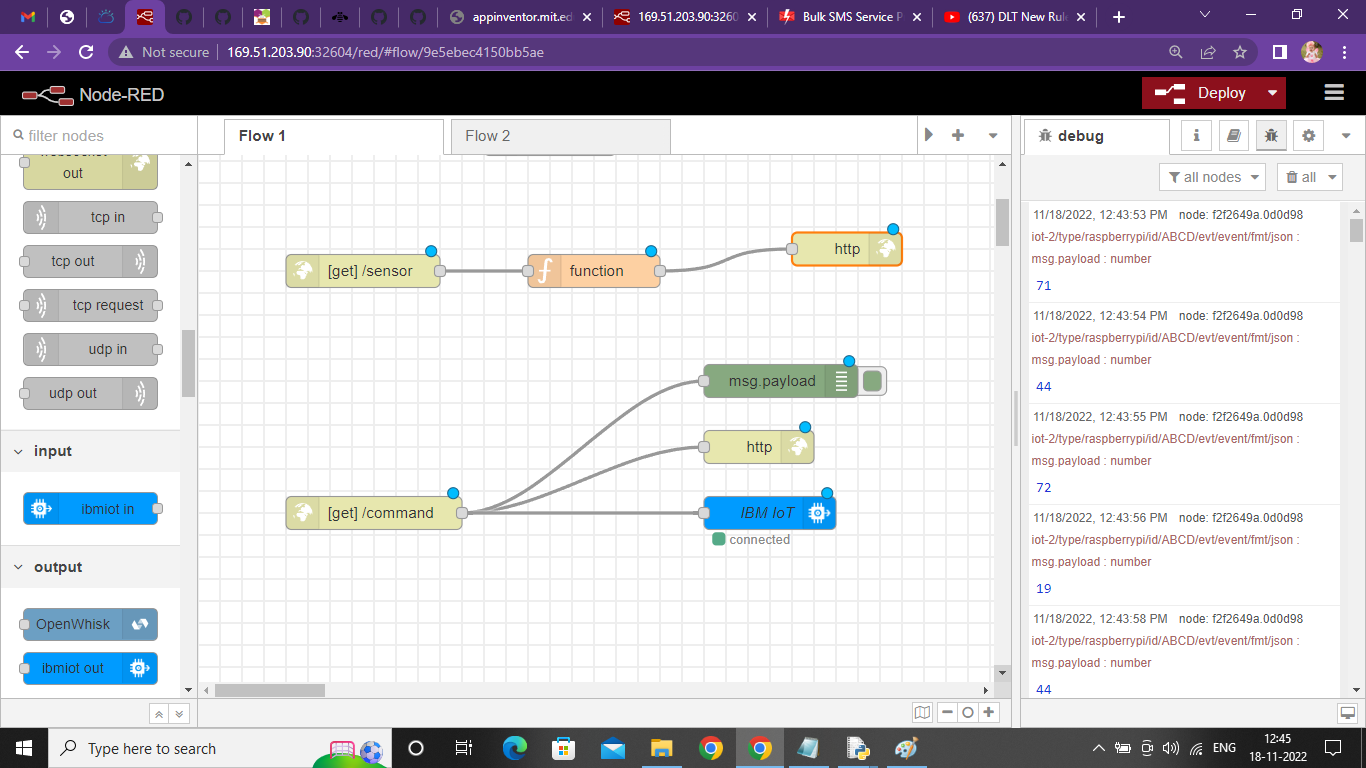 appinventor.mit.ed
169.51.203.90:3260
Bulk SMS Service P
(637) DLT New Rul
Not secure
169.51.203.90:32604/red/#flow/9e5ebec4150bb5ae
Node-RED
Deploy
filter nodes
Flow 1
Flow 2
debug
i
all nodes
all
out
tcp in
tcp out
tcp request
udp in
udp out
input
ibmiot in
output
OpenWhisk
ibmiot out
[get] /sensor
f
function
http
msg.payload
http
[get] /command
IBM IoT
connected
11/18/2022, 12:43:53 PM node: f2f2649a.0d0d98
iot-2/type/raspberrypi/id/ABCD/evt/event/fmt/json :
msg.payload : number
71
11/18/2022, 12:43:54 PM node: f2f2649a.0d0d98
iot-2/type/raspberrypi/id/ABCD/evt/event/fmt/json :
msg.payload : number
44
11/18/2022, 12:43:55 PM node: f2f2649a.0d0d98
iot-2/type/raspberrypi/id/ABCD/evt/event/fmt/json :
msg.payload : number
72
11/18/2022, 12:43:56 PM node: f2f2649a.0d0d98
iot-2/type/raspberrypi/id/ABCD/evt/event/fmt/json :
msg.payload : number
19
11/18/2022, 12:43:58 PM node: f2f2649a.0d0d98
iot-2/type/raspberrypi/id/ABCD/evt/event/fmt/json :
msg.payload : number
44
Type here to search
ENG
12:45
18-11-2022